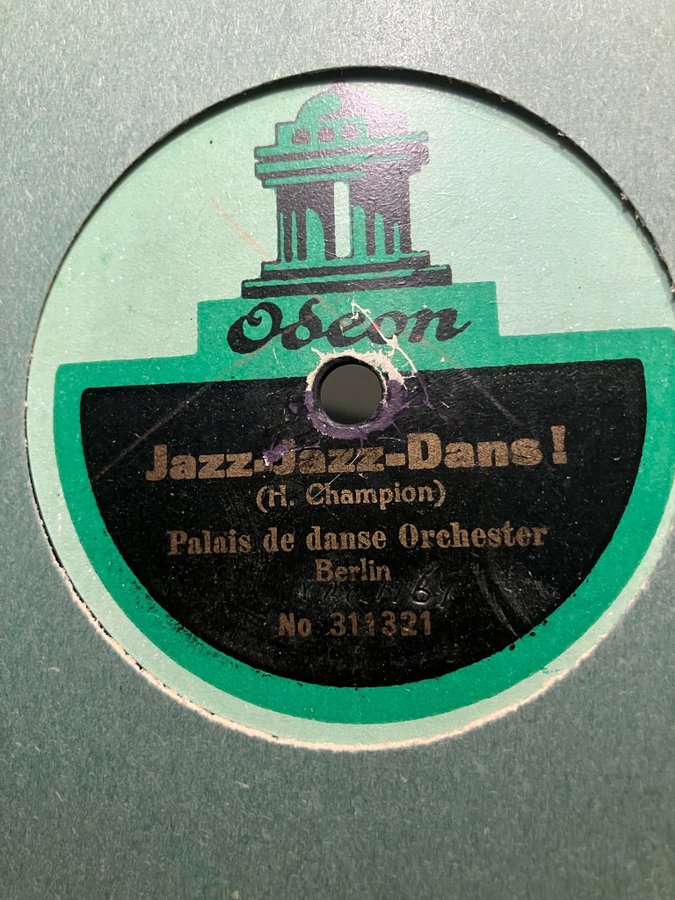 Odeon
Jazz-Jazz-Dans!
(H. Champion)
Palais de danse Orchester
Berlin
No 311321